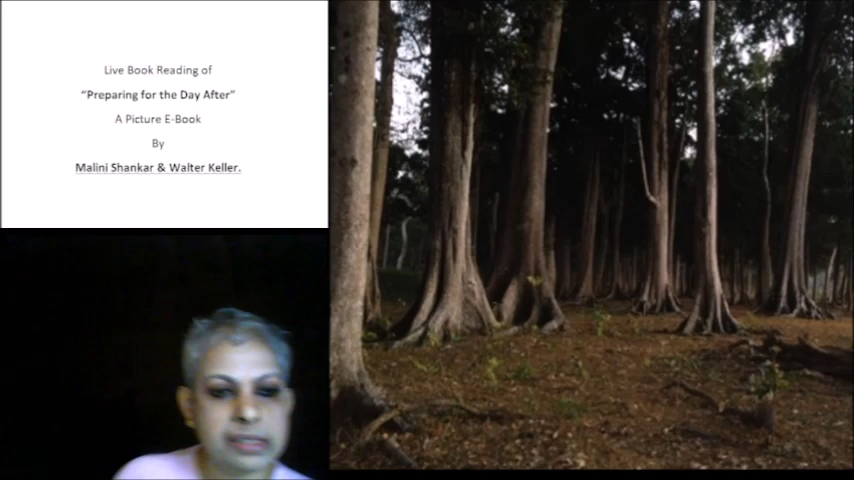 Live Book Reading of
“Preparing for the Day After”
A Picture E-Book
By
Malini Shankar & Walter Keller.